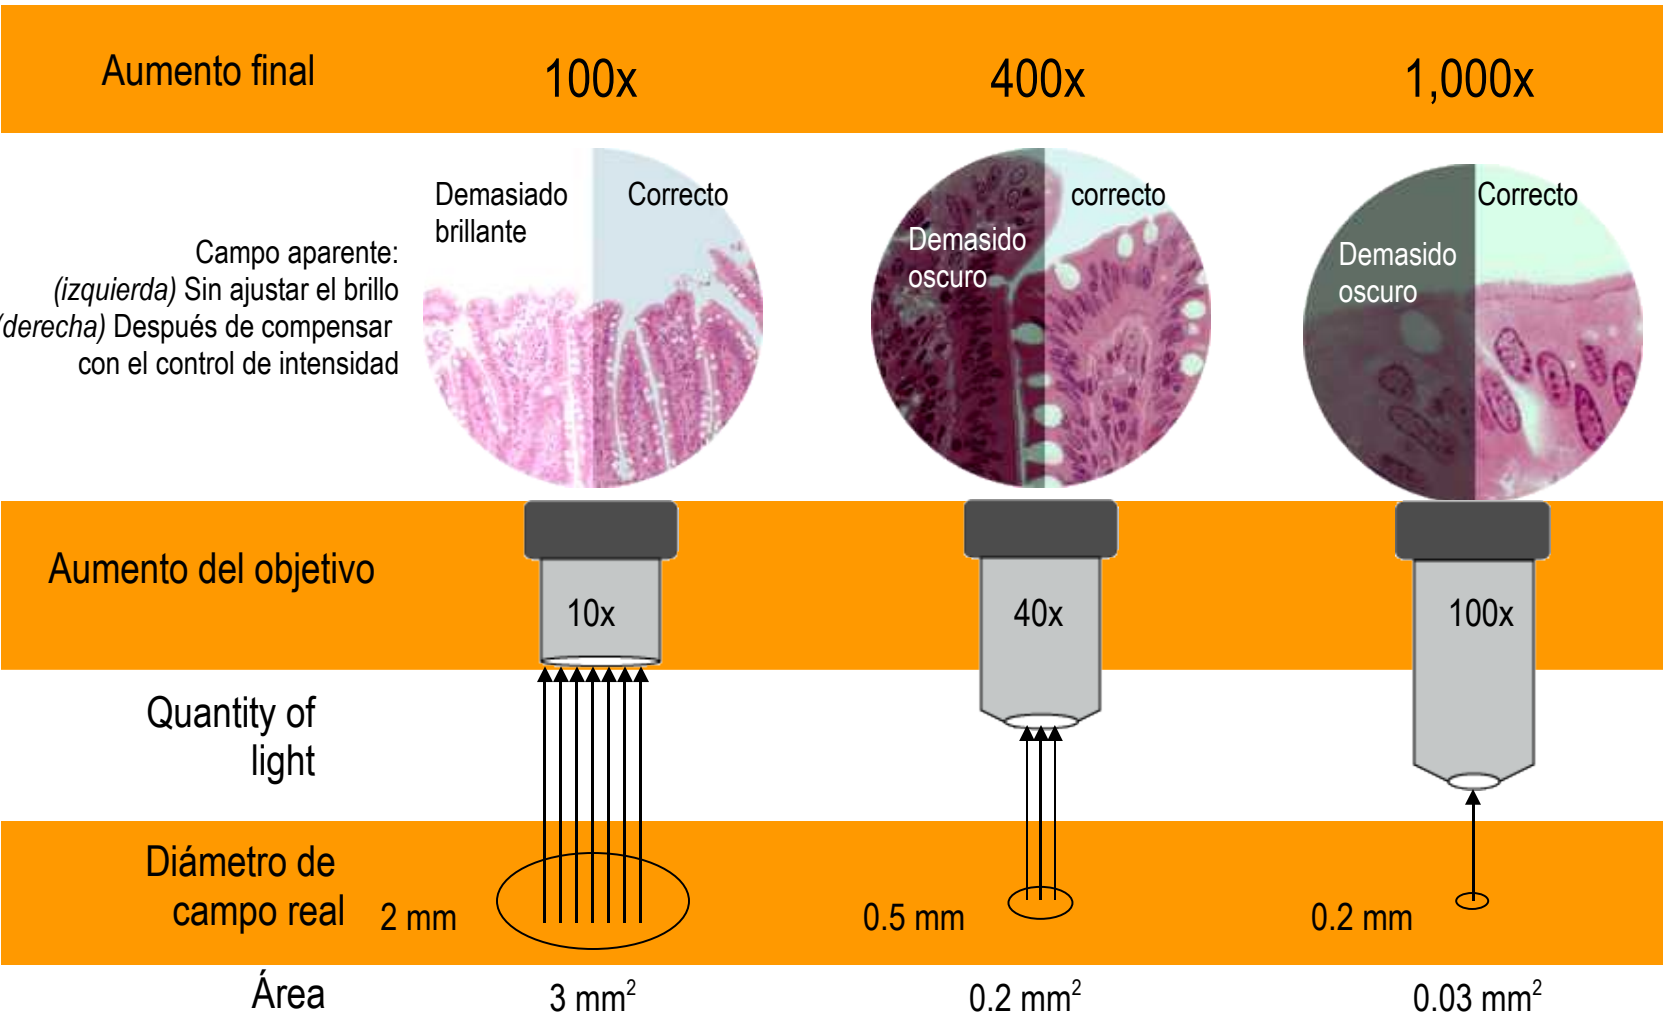 Aumento final 100x 400x 1,000x
Demasiado
brillante
Correcto
Demasido
oscuro
correcto
Demasido
oscuro
Correcto
Campo aparente:
(izquierda) Sin ajustar el brillo
(derecha) Después de compensar
con el control de intensidad
Aumento del objetivo
10x 40x 100x
Quantity of
light
Diámetro de
campo real
2 mm 0.5 mm 0.2 mm
Área 3 mm² 0.2 mm² 0.03 mm²